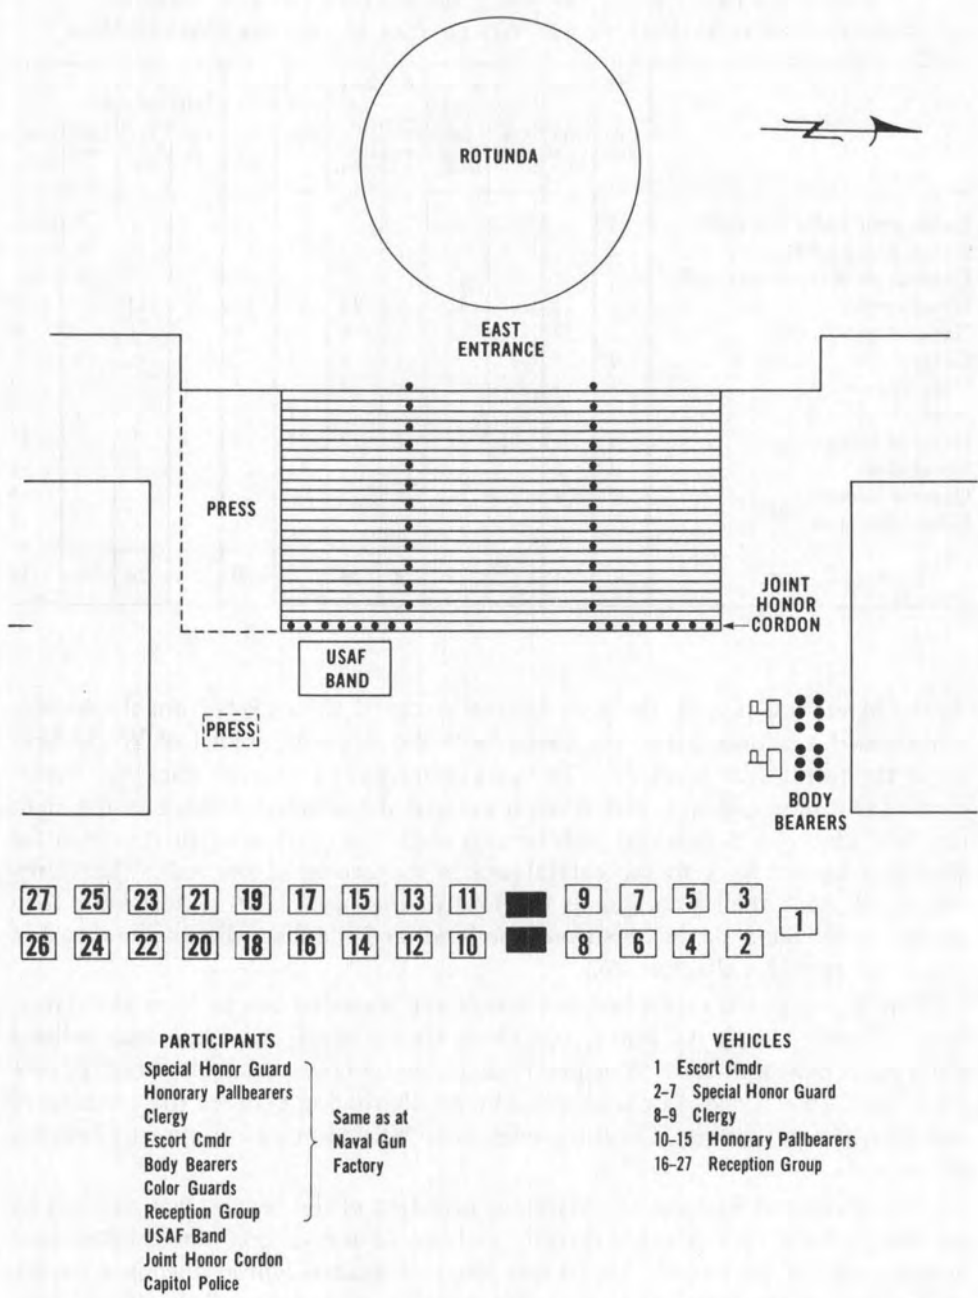 ROTUNDA
EAST
ENTRANCE
PRESS
JOINT
HONOR
CORDON
USAF
BAND
PRESS
BODY
BEARERS
27 25 23 21 19 17 15 13 11 9 7 5 3
1
26 24 22 20 18 16 14 12 10 8 6 4 2
PARTICIPANTS
Special Honor Guard
Honorary Pallbearers
Clergy
Escort Cmdr
Body Bearers
Color Guards
Reception Group
Same as at
Naval Gun
Factory
USAF Band
Joint Honor Cordon
Capitol Police
VEHICLES
1 Escort Cmdr
2-7 Special Honor Guard
8-9 Clergy
10-15 Honorary Pallbearers
16-27 Reception Group